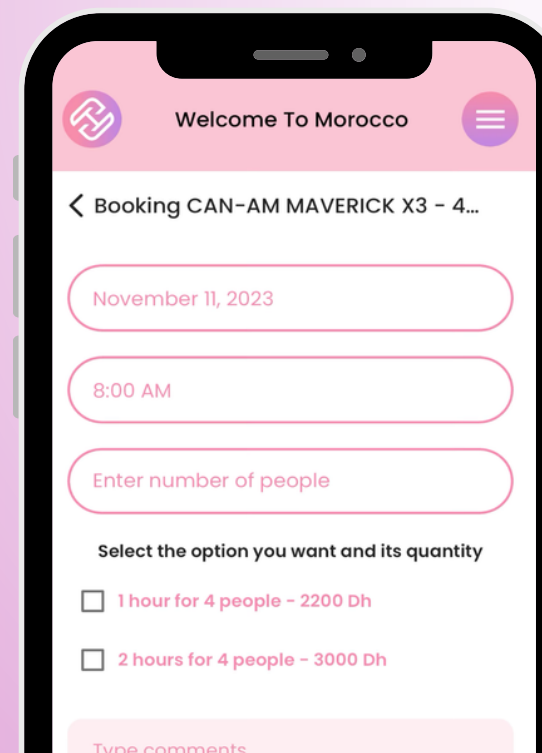 Welcome To Morocco
Booking CAN-AM MAVERICK X3 - 4...
November 11, 2023
8:00 AM
Enter number of people
Select the option you want and its quantity
1 hour for 4 people - 2200 Dh
2 hours for 4 people - 3000 Dh
Type comments